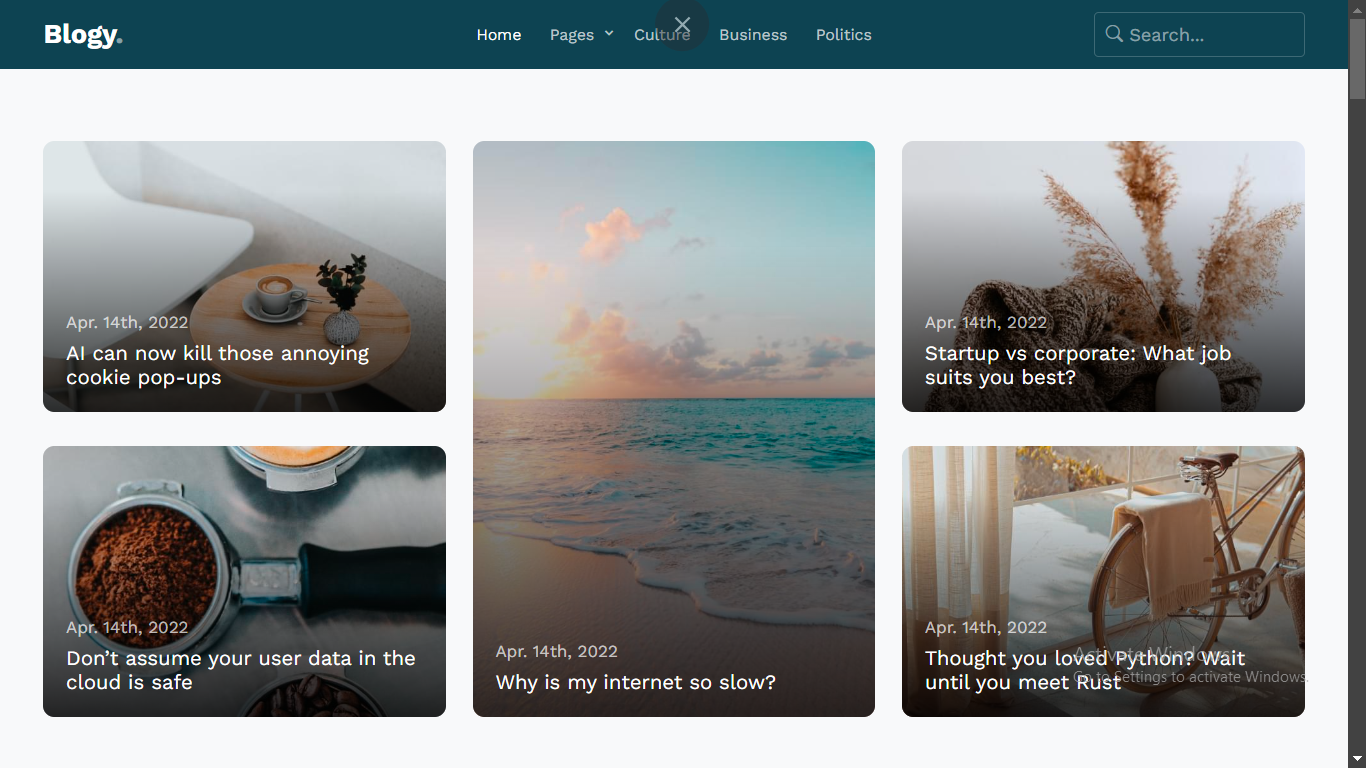 Blogy.
Home
Pages
Culture
Business
Politics
Search...
Apr. 14th, 2022
AI can now kill those annoying
cookie pop-ups
Apr. 14th, 2022
Don’t assume your user data in the
cloud is safe
Apr. 14th, 2022
Why is my internet so slow?
Apr. 14th, 2022
Startup vs corporate: What job
suits you best?
Apr. 14th, 2022
Thought you loved Python? Wait
until you meet Rust
Activate Windows
Go to Settings to activate Windows.